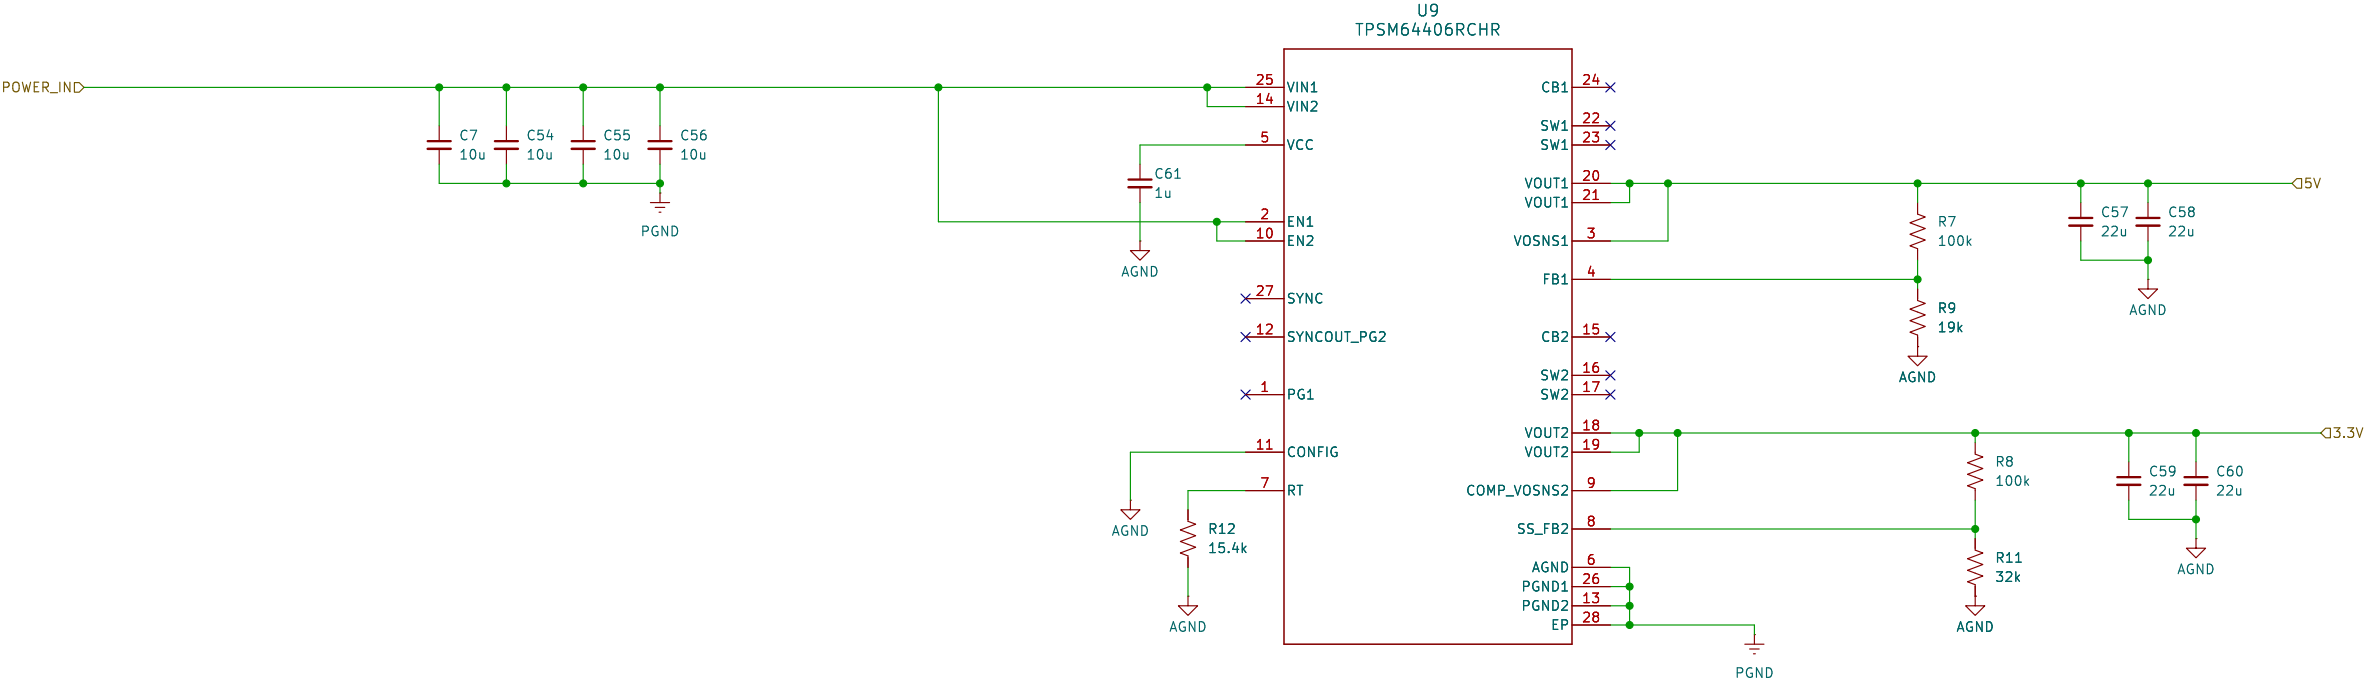 U9
TPSM64406RCHR
POWER_IN
25 VIN1
14 VIN2
5 VCC
2 EN1
10 EN2
27 SYNC
12 SYNCOUT_PG2
1 PG1
11 CONFIG
7 RT
CB1 24
SW1 22
SW1 23
VOUT1 20
VOUT1 21
VOSNS1 3
FB1 4
CB2 15
SW2 16
SW2 17
VOUT2 18
VOUT2 19
COMP_VOSNS2 9
SS_FB2 8
AGND 6
PGND1 26
PGND2 13
EP 28
C7
10u
C54
10u
C55
10u
C56
10u
PGND
C61
1u
AGND
AGND
R12
15.4k
AGND
5V
R7
100k
R9
19k
AGND
C57
22u
C58
22u
AGND
3.3V
R8
100k
R11
32k
AGND
C59
22u
C60
22u
AGND
PGND